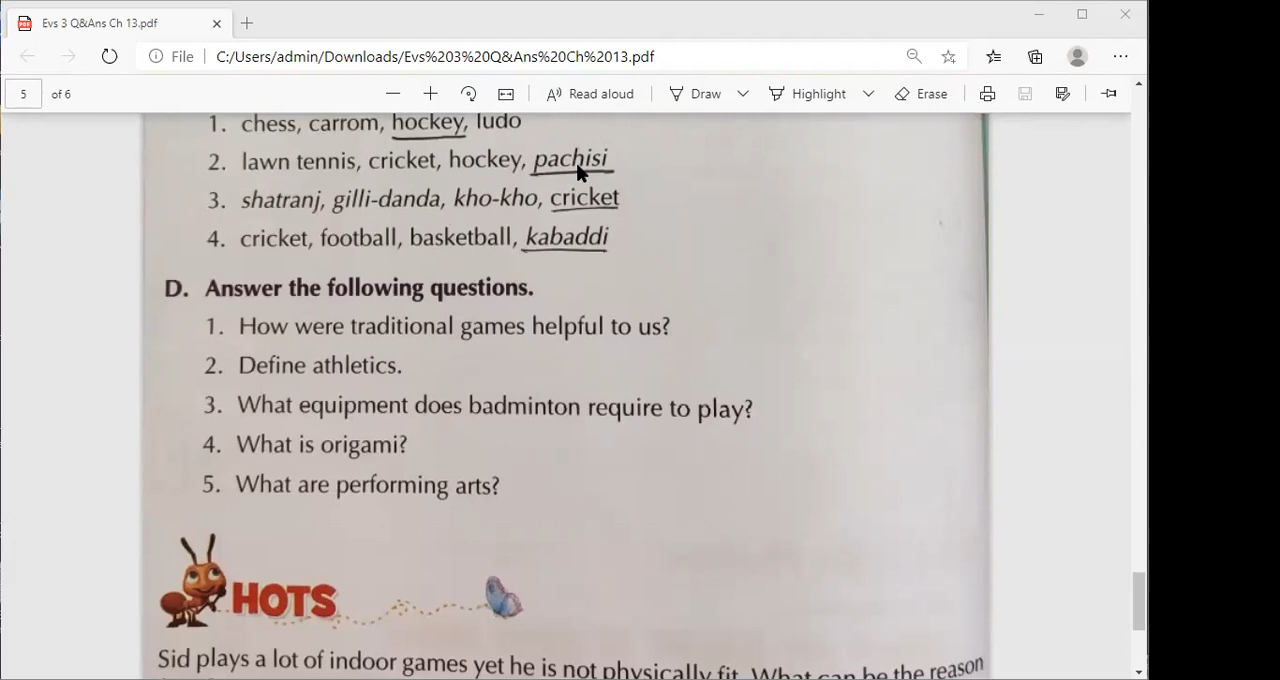 Evs 3 Q&Ans Ch 13.pdf
File C:/Users/admin/Downloads/Evs%203%20Q&Ans%20Ch%2013.pdf
5 of 6 Read aloud Draw Highlight Erase
1. chess, carrom, hockey, ludo
2. lawn tennis, cricket, hockey, pachisi
3. shatranj, gilli-danda, kho-kho, cricket
4. cricket, football, basketball, kabaddi
D. Answer the following questions.
1. How were traditional games helpful to us?
2. Define athletics.
3. What equipment does badminton require to play?
4. What is origami?
5. What are performing arts?
HOTS
Sid plays a lot of indoor games yet he is not physically fit. What can be the reason